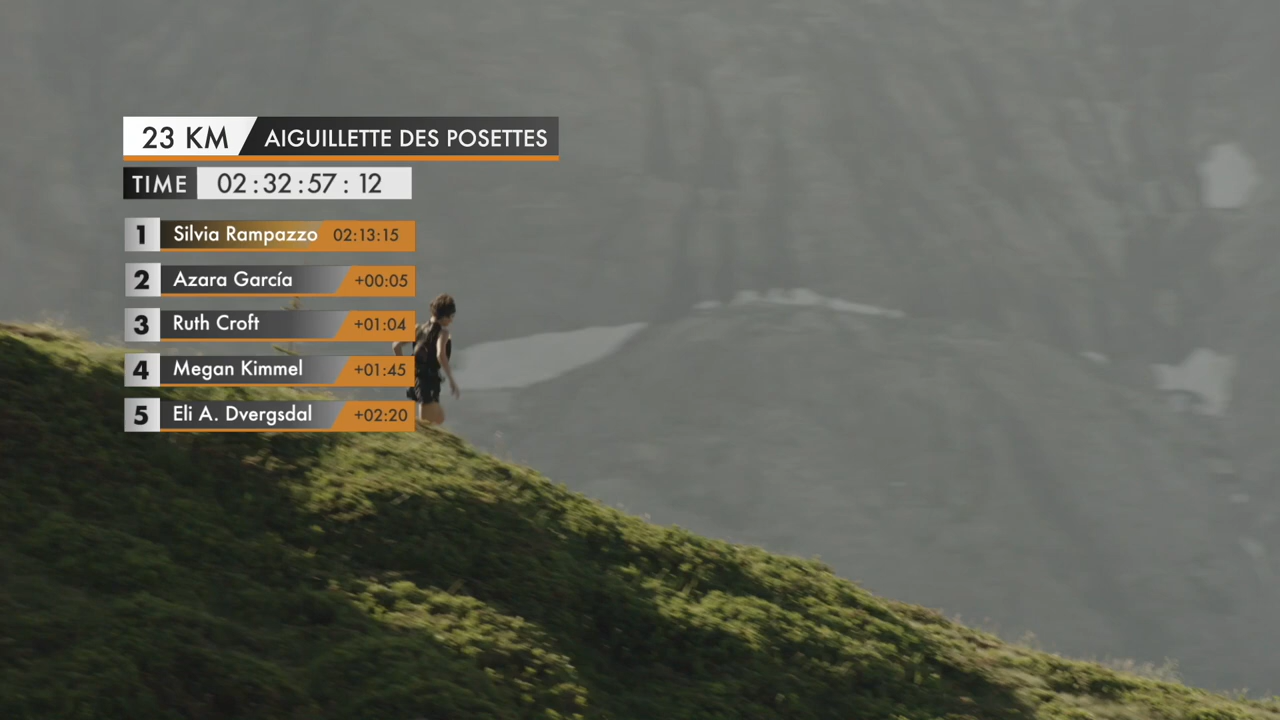 23 KM AIGUILLETTE DES POSETTES
TIME 02:32:57:12
1 Silvia Rampazzo 02:13:15
2 Azara García +00:05
3 Ruth Croft +01:04
4 Megan Kimmel +01:45
5 Eli A. Dvergsdal +02:20